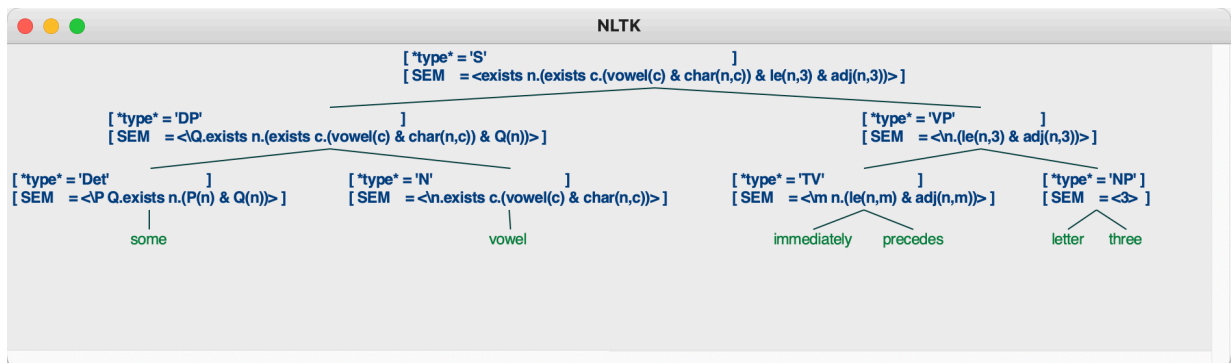 NLTK
[ *type* = 'S' ]
[ SEM = <exists n.(exists c.(vowel(c) & char(n,c)) & le(n,3) & adj(n,3))> ]
[ *type* = 'DP' ] [ *type* = 'VP' ]
[ SEM = <\Q.exists n.(exists c.(vowel(c) & char(n,c)) & Q(n))> ] [ SEM = <\n.(le(n,3) & adj(n,3))> ]
[ *type* = 'Det' ] [ *type* = 'N' ] [ *type* = 'TV' ] [ *type* = 'NP' ]
[ SEM = <\P Q.exists n.(P(n) & Q(n))> ] [ SEM = <\n.exists c.(vowel(c) & char(n,c))> ] [ SEM = <\m n.(le(n,m) & adj(n,m))> ] [ SEM = <3> ]
some vowel immediately precedes letter three